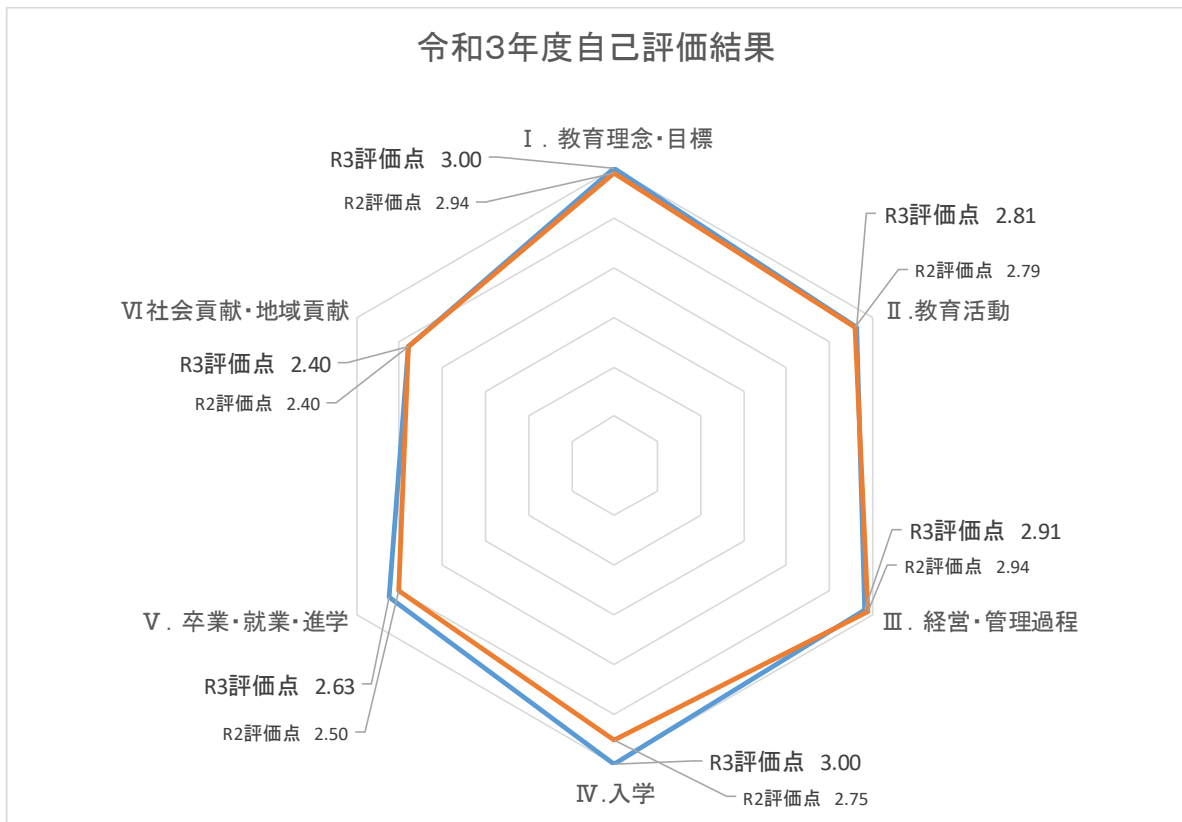 令和3年度自己評価結果
Ⅰ．教育理念・目標
R3評価点 3.00
R2評価点 2.94
R3評価点 2.81
R2評価点 2.79
Ⅱ.教育活動
Ⅵ社会貢献・地域貢献
R3評価点 2.40
R2評価点 2.40
R3評価点 2.91
R2評価点 2.94
Ⅲ．経営・管理過程
Ⅴ．卒業・就業・進学
R3評価点 2.63
R2評価点 2.50
R3評価点 3.00
R2評価点 2.75
Ⅳ.入学